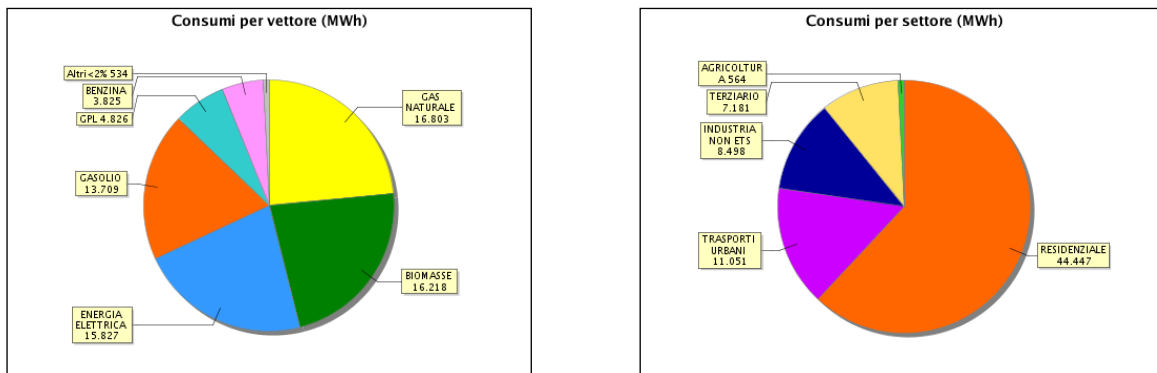 Consumi per vettore (MWh)
Altri<2% 534
BENZINA
3.825
GPL 4.826
GASOLIO
13.709
ENERGIA
ELETTRICA
15.827
GAS
NATURALE
16.803
BIOMASSE
16.218
Consumi per settore (MWh)
AGRICOLTUR
A 564
TERZIARIO
7.181
INDUSTRIA
NON ETS
8.498
TRASPORTI
URBANI
11.051
RESIDENZIALE
44.447